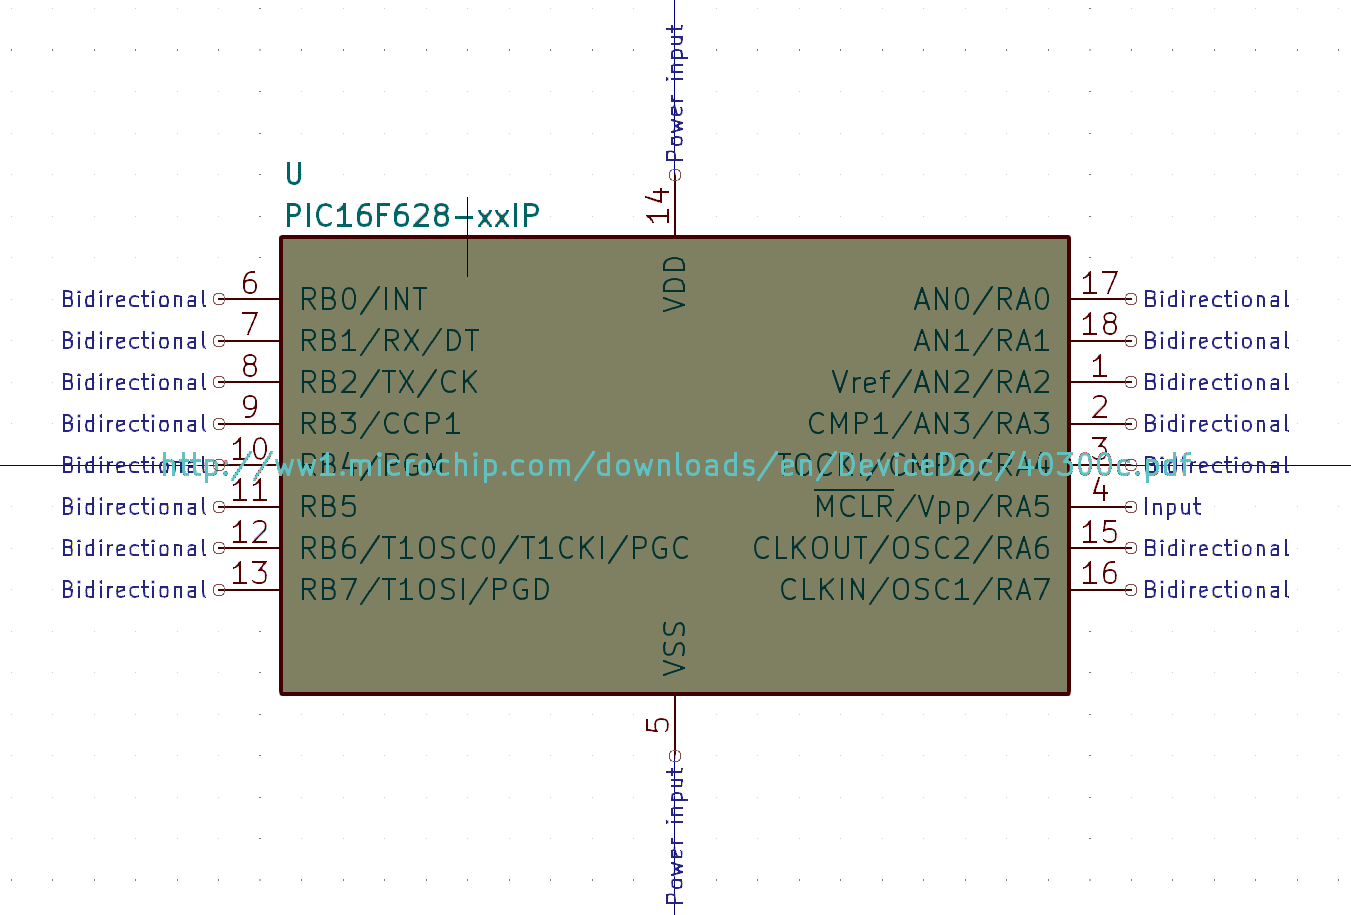 Power input
14
U
PIC16F628-xxIP
VDD
Bidirectional 6 RB0/INT AN0/RA0 17 Bidirectional
Bidirectional 7 RB1/RX/DT AN1/RA1 18 Bidirectional
Bidirectional 8 RB2/TX/CK Vref/AN2/RA2 1 Bidirectional
Bidirectional 9 RB3/CCP1 CMP1/AN3/RA3 2 Bidirectional
Bidirectional 10 RB4/PGM TOCKI/CMP2/RA4 3 Bidirectional
http://ww1.microchip.com/downloads/en/DeviceDoc/40300c.pdf
Bidirectional 11 RB5 MCLR/Vpp/RA5 4 Input
Bidirectional 12 RB6/T1OSC0/T1CKI/PGC CLKOUT/OSC2/RA6 15 Bidirectional
Bidirectional 13 RB7/T1OSI/PGD CLKIN/OSC1/RA7 16 Bidirectional
VSS
5
Power input